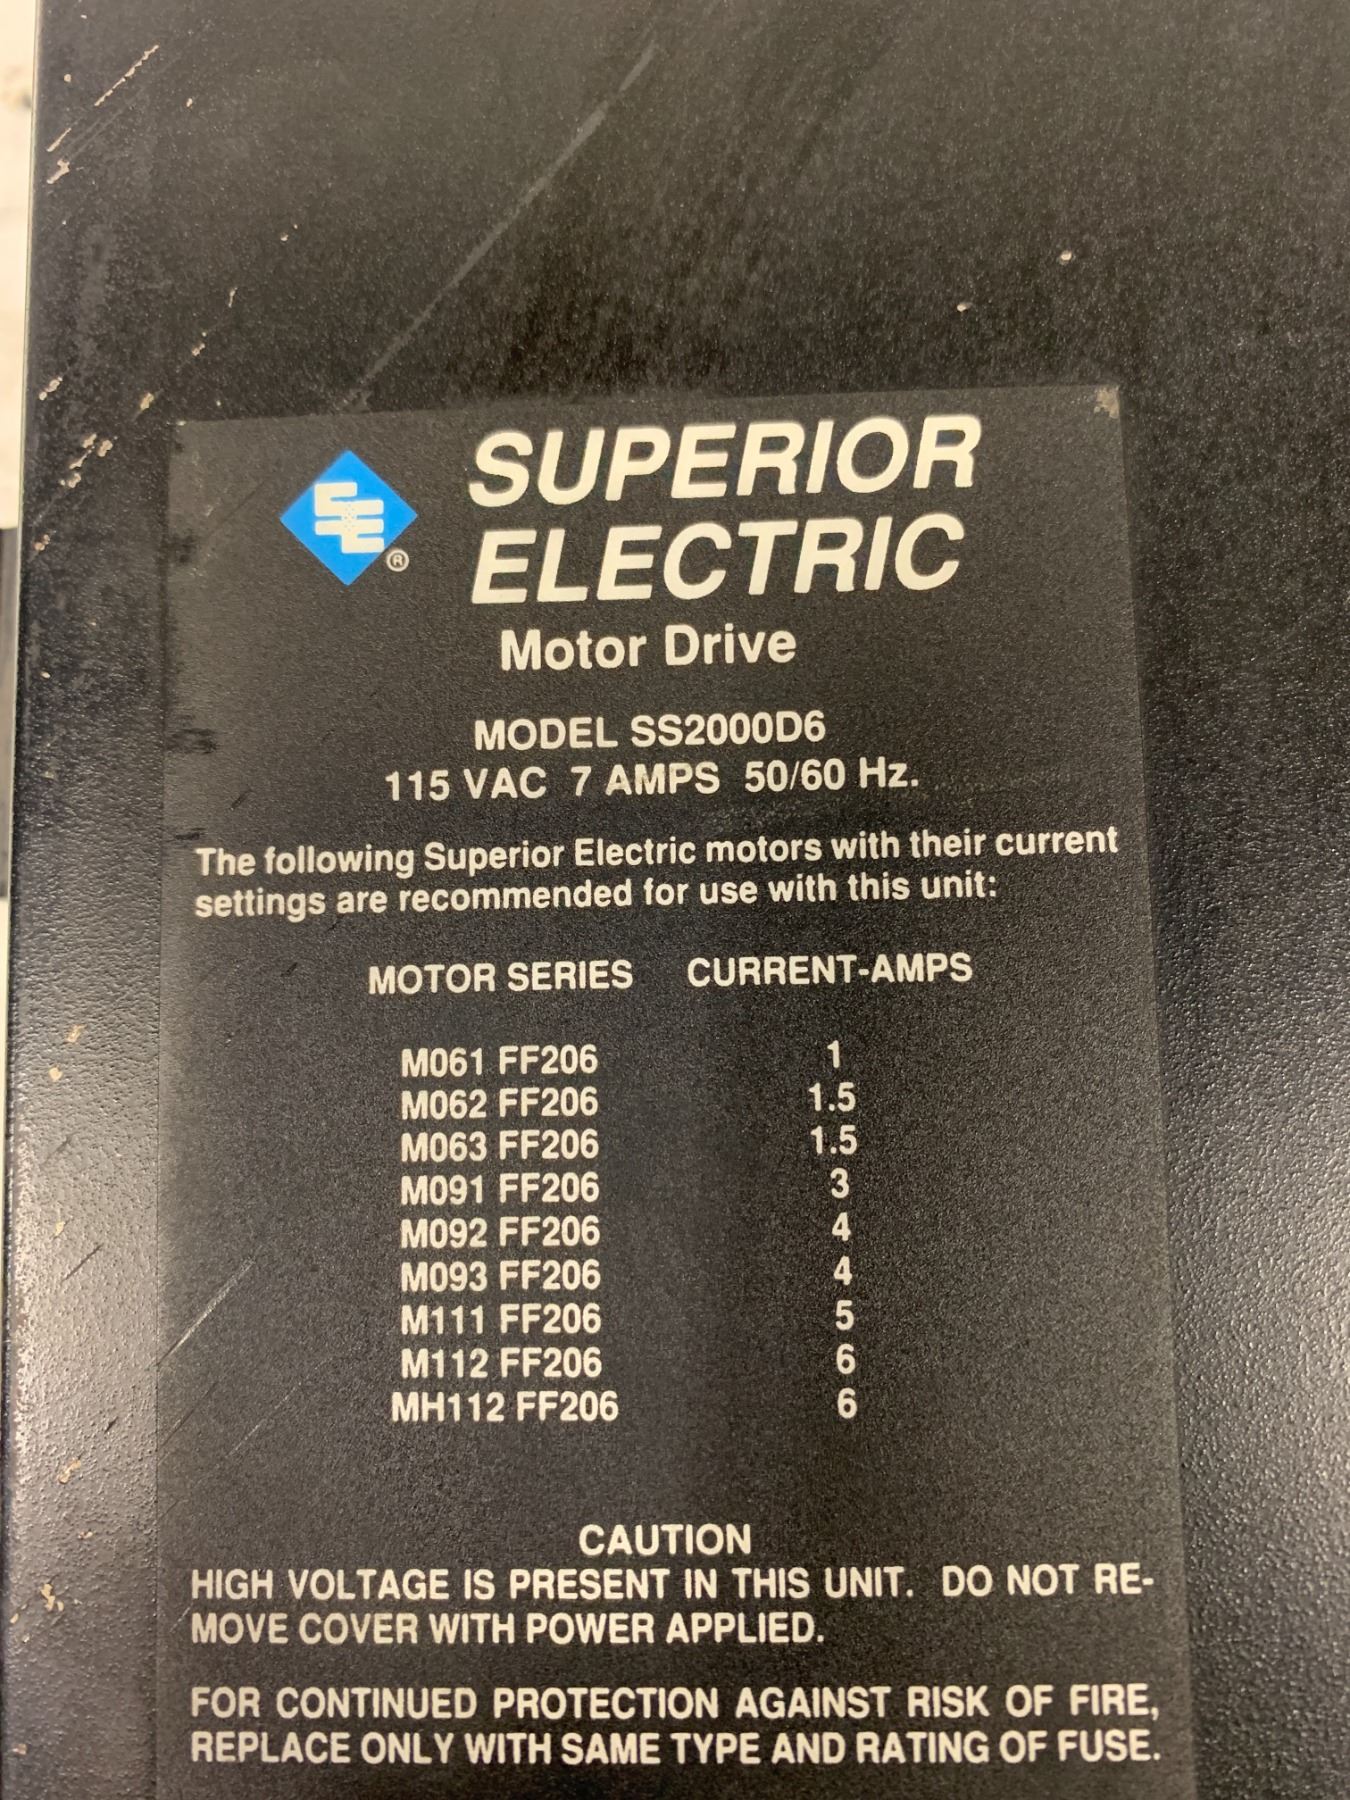 SUPERIOR
ELECTRIC
®
Motor Drive
MODEL SS2000D6
115 VAC 7 AMPS 50/60 Hz.
The following Superior Electric motors with their current
settings are recommended for use with this unit:
MOTOR SERIES CURRENT-AMPS
M061 FF206 1
M062 FF206 1.5
M063 FF206 1.5
M091 FF206 3
M092 FF206 4
M093 FF206 4
M111 FF206 5
M112 FF206 6
MH112 FF206 6
CAUTION
HIGH VOLTAGE IS PRESENT IN THIS UNIT. DO NOT RE-
MOVE COVER WITH POWER APPLIED.
FOR CONTINUED PROTECTION AGAINST RISK OF FIRE,
REPLACE ONLY WITH SAME TYPE AND RATING OF FUSE.